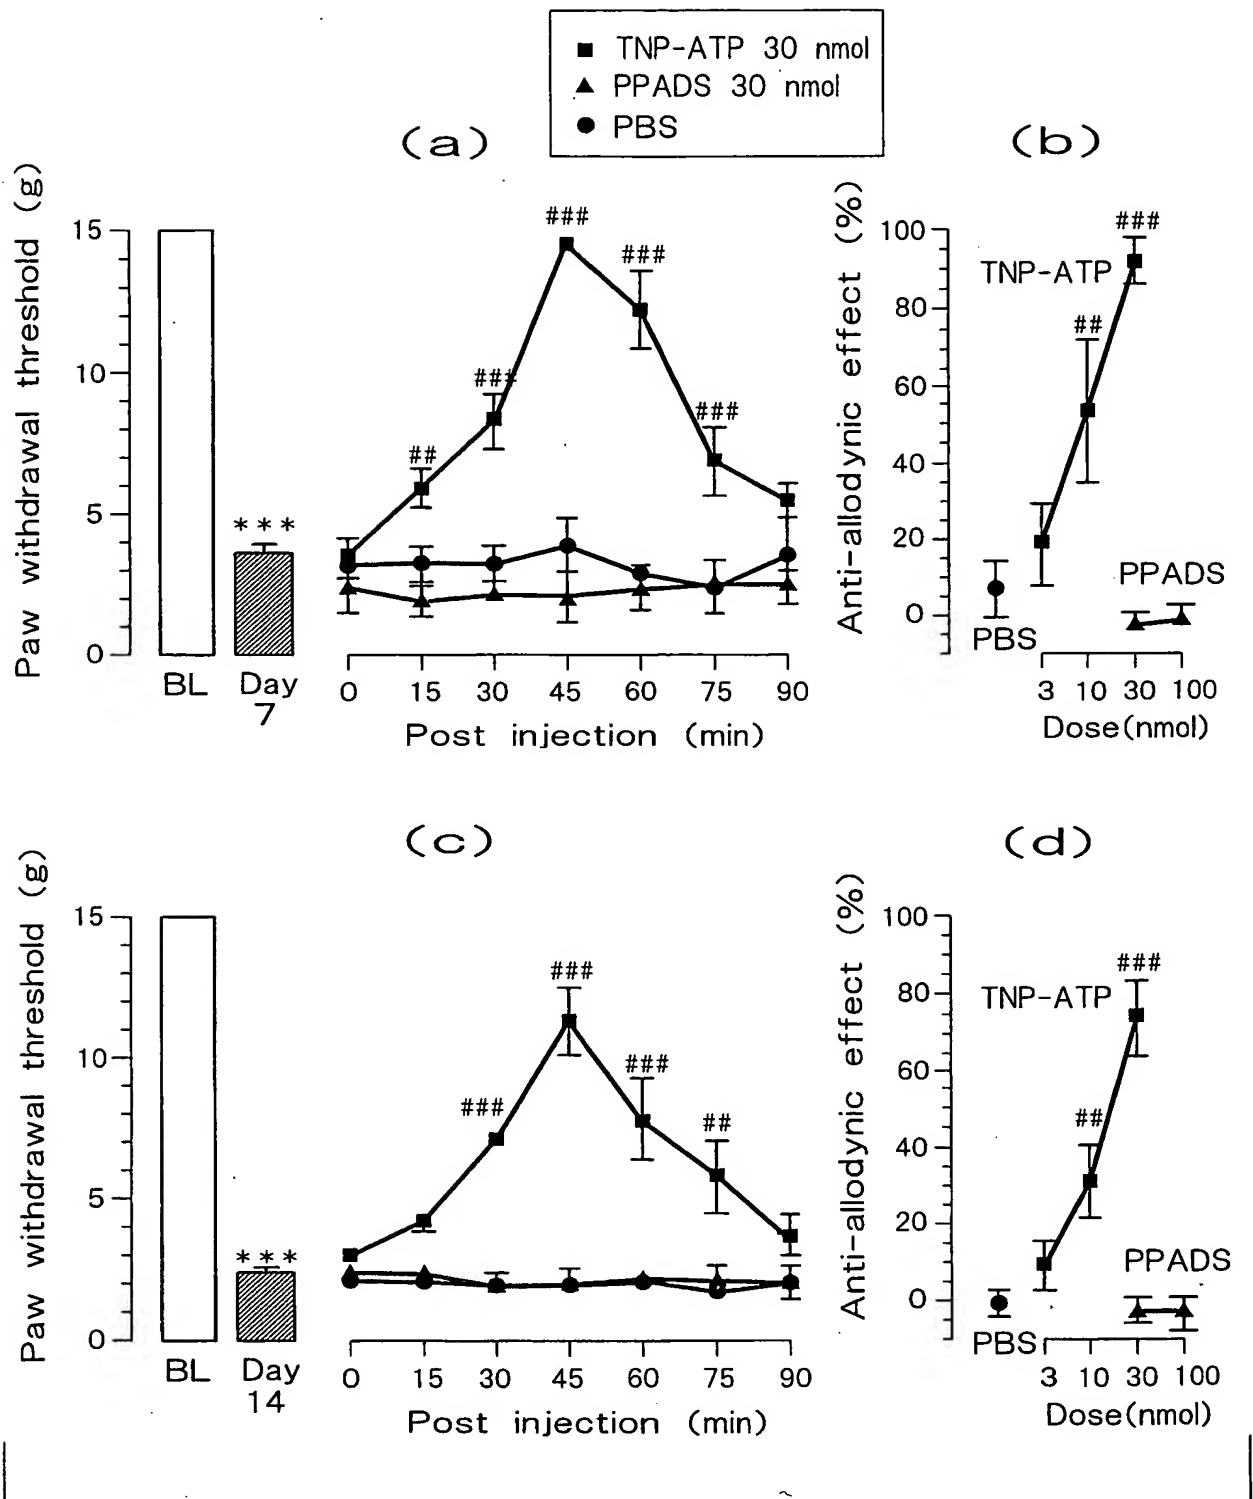 TNP-ATP 30 nmol
PPADS 30 nmol
PBS
(a)
Paw withdrawal threshold (g)
15
10
5
0
BL
***
Day
7
##
###
###
###
###
0 15 30 45 60 75 90
Post injection (min)
(b)
Anti-allodynic effect (%)
100
80
60
40
20
0
TNP-ATP
##
###
PPADS
PBS
3 10 30 100
Dose(nmol)
(c)
Paw withdrawal threshold (g)
15
10
5
0
BL
***
Day
14
###
###
###
##
0 15 30 45 60 75 90
Post injection (min)
(d)
Anti-allodynic effect (%)
100
80
60
40
20
0
TNP-ATP
##
###
PPADS
PBS
3 10 30 100
Dose(nmol)